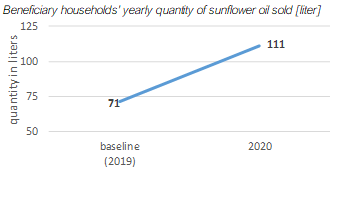 Beneficiary households' yearly quantity of sunflower oil sold [liter]
125
100
75
50
quantity in liters
71
111
baseline
(2019)
2020